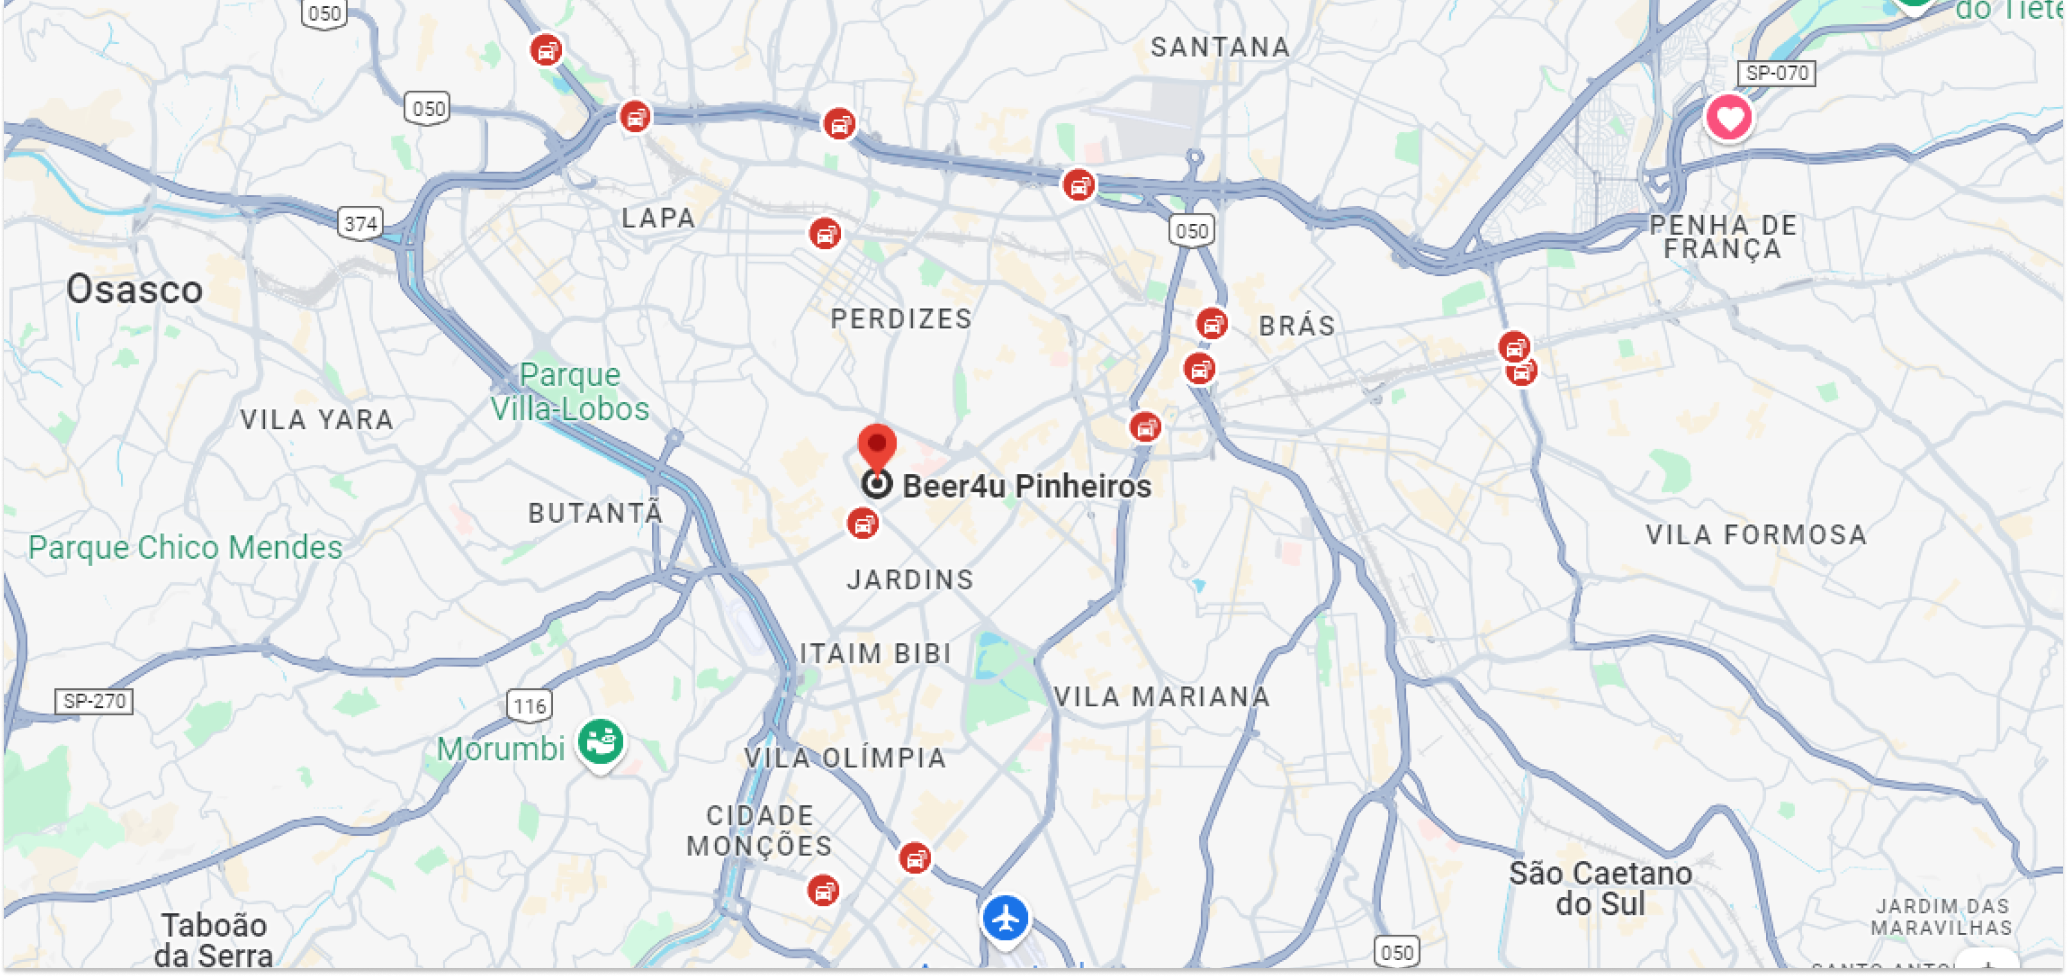 050
do Tietê
SANTANA
SP-070
050
LAPA
374
050
PENHA DE
FRANÇA
Osasco
PERDIZES
BRÁS
Parque
Villa-Lobos
VILA YARA
Beer4u Pinheiros
BUTANTÃ
Parque Chico Mendes
VILA FORMOSA
JARDINS
ITAIM BIBI
VILA MARIANA
SP-270
116
Morumbi
VILA OLÍMPIA
CIDADE
MONÇÕES
São Caetano
do Sul
JARDIM DAS
MARAVILHAS
Taboão
da Serra
050